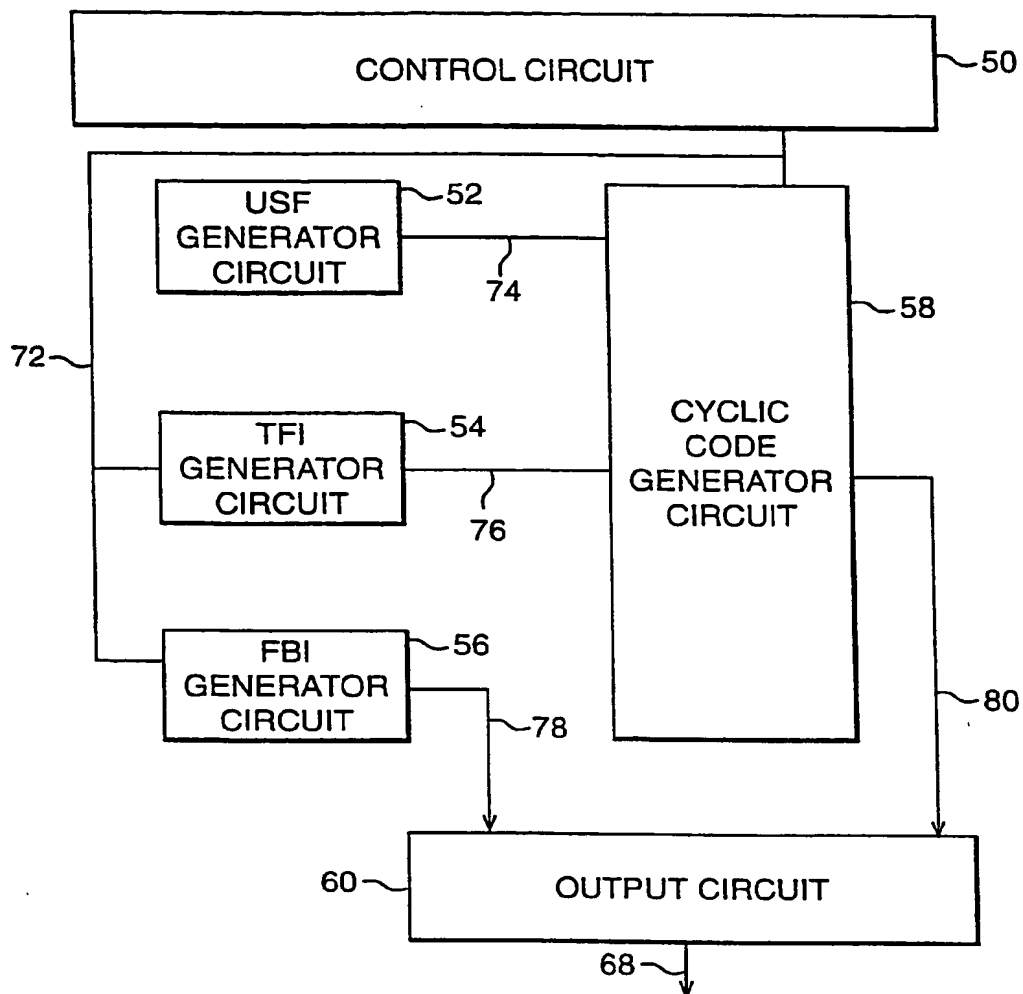 CONTROL CIRCUIT
50
USF
GENERATOR
CIRCUIT
52
74
58
72
TFI
GENERATOR
CIRCUIT
54
76
CYCLIC
CODE
GENERATOR
CIRCUIT
FBI
GENERATOR
CIRCUIT
56
78
80
60
OUTPUT CIRCUIT
68